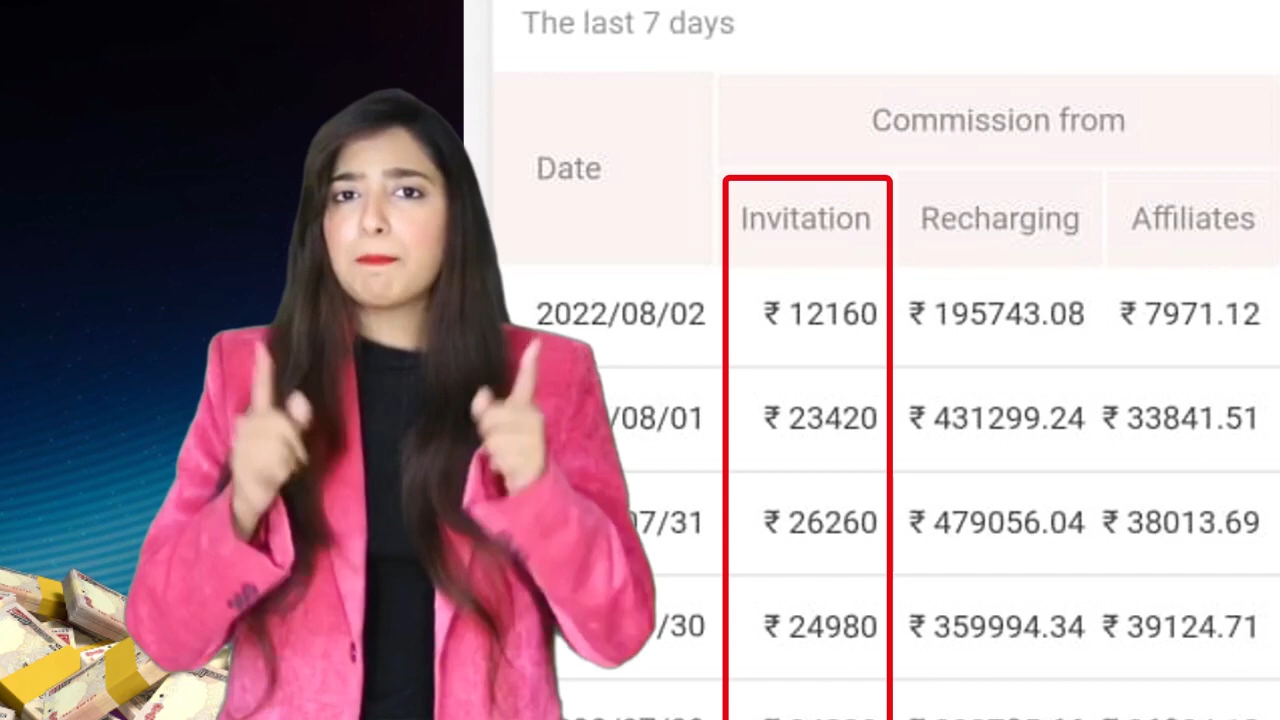 The last 7 days
Commission from
Date
Invitation Recharging Affiliates
2022/08/02 ₹ 12160 ₹ 195743.08 ₹ 7971.12
/08/01 ₹ 23420 ₹ 431299.24 ₹ 33841.51
07/31 ₹ 26260 ₹ 479056.04 ₹ 38013.69
/30 ₹ 24980 ₹ 359994.34 ₹ 39124.71